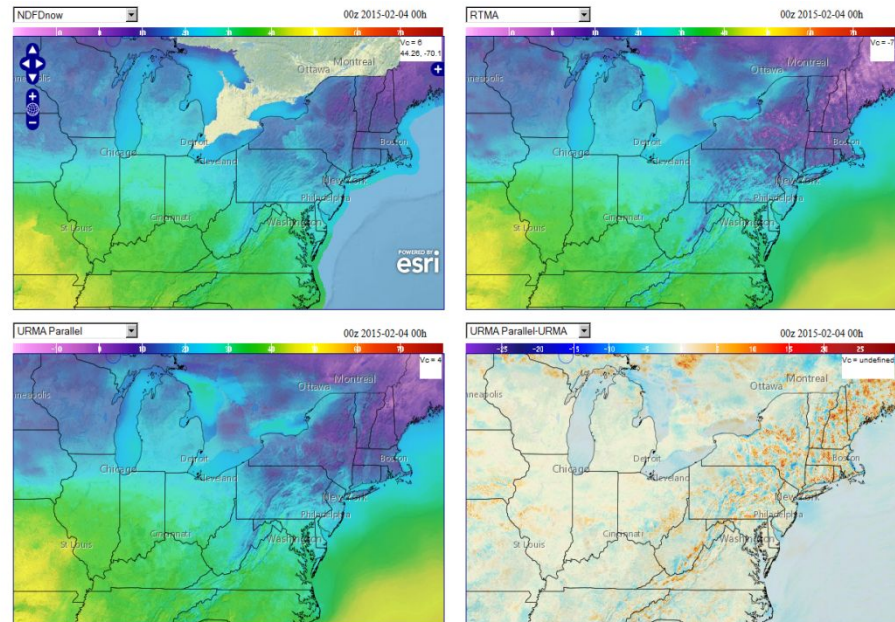 NDFDnow 00z 2015-02-04 00h
Vc = 6
44.26, -70.1
Ottawa Montreal
Detroit Boston
Chicago Cleveland
New York
Philadelphia
Cincinnati Washington
St Louis
POWERED BY
esri
RTMA 00z 2015-02-04 00h
Vc = -7
Ottawa Montreal
Detroit Boston
Chicago Cleveland
New York
Philadelphia
Cincinnati Washington
St Louis
URMA Parallel 00z 2015-02-04 00h
Vc = 4
Ottawa Montreal
Detroit Boston
Chicago Cleveland
New York
Philadelphia
Cincinnati Washington
St Louis
URMA Parallel-URMA 00z 2015-02-04 00h
-25 -20 -15 -10 -5 5 10 15 20 25
Vc = undefined
Ottawa Montreal
Detroit Boston
Chicago Cleveland
New York
Philadelphia
Cincinnati Washington
St Louis